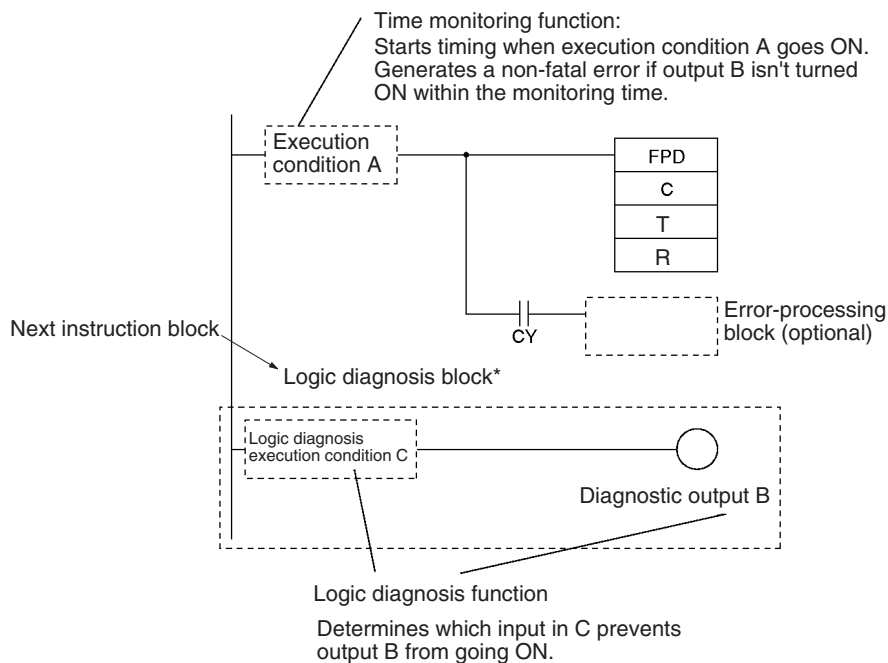 Time monitoring function:
Starts timing when execution condition A goes ON.
Generates a non-fatal error if output B isn't turned
ON within the monitoring time.
Execution
condition A
FPD
C
T
R
CY
Error-processing
block (optional)
Next instruction block
Logic diagnosis block*
Logic diagnosis
execution condition C
Diagnostic output B
Logic diagnosis function
Determines which input in C prevents
output B from going ON.